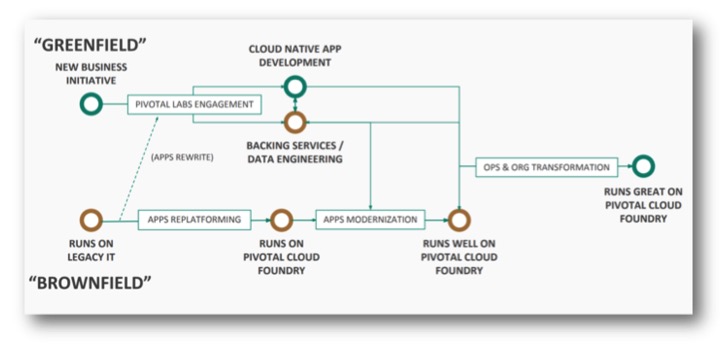 “GREENFIELD”
NEW BUSINESS
INITIATIVE
PIVOTAL LABS ENGAGEMENT
CLOUD NATIVE APP
DEVELOPMENT
BACKING SERVICES /
DATA ENGINEERING
(APPS REWRITE)
OPS & ORG TRANSFORMATION
RUNS GREAT ON
PIVOTAL CLOUD
FOUNDRY
APPS REPLATFORMING
APPS MODERNIZATION
RUNS ON
LEGACY IT
RUNS ON
PIVOTAL CLOUD
FOUNDRY
RUNS WELL ON
PIVOTAL CLOUD
FOUNDRY
“BROWNFIELD”